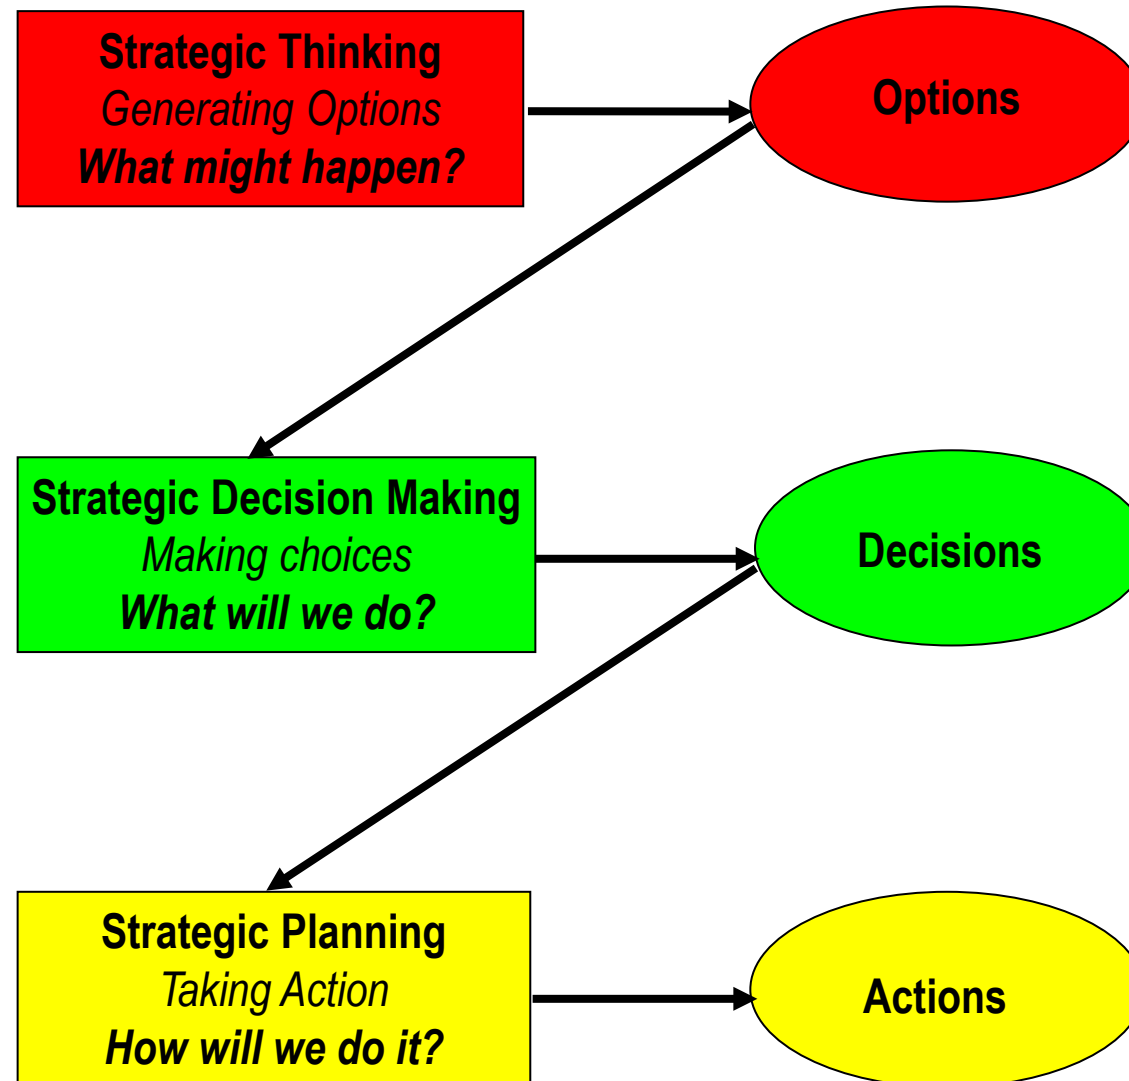 Strategic Thinking
Generating Options
What might happen?
Options
Strategic Decision Making
Making choices
What will we do?
Decisions
Strategic Planning
Taking Action
How will we do it?
Actions